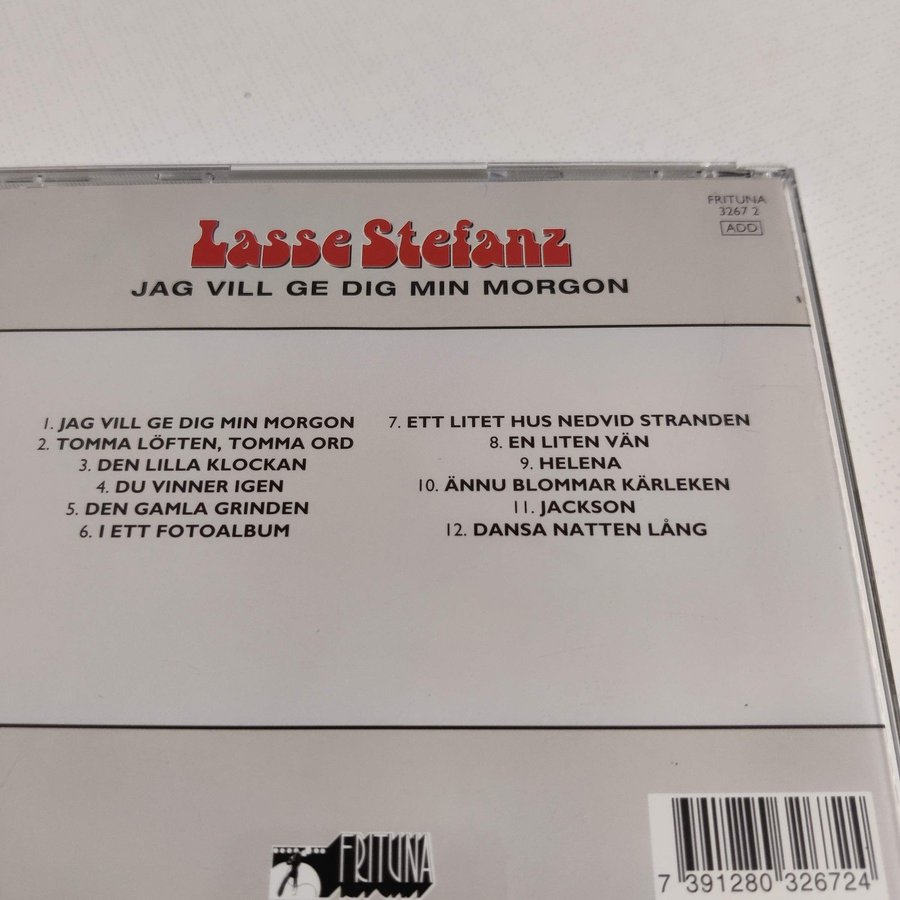 FRITUNA
3267 2
ADD
Lasse Stefanz
JAG VILL GE DIG MIN MORGON
1. JAG VILL GE DIG MIN MORGON
2. TOMMA LÖFTEN, TOMMA ORD
3. DEN LILLA KLOCKAN
4. DU VINNER IGEN
5. DEN GAMLA GRINDEN
6. I ETT FOTOALBUM
7. ETT LITET HUS NEDVID STRANDEN
8. EN LITEN VÄN
9. HELENA
10. ÄNNU BLOMMAR KÄRLEKEN
11. JACKSON
12. DANSA NATTEN LÅNG
FRITUNA
7 391280 326724